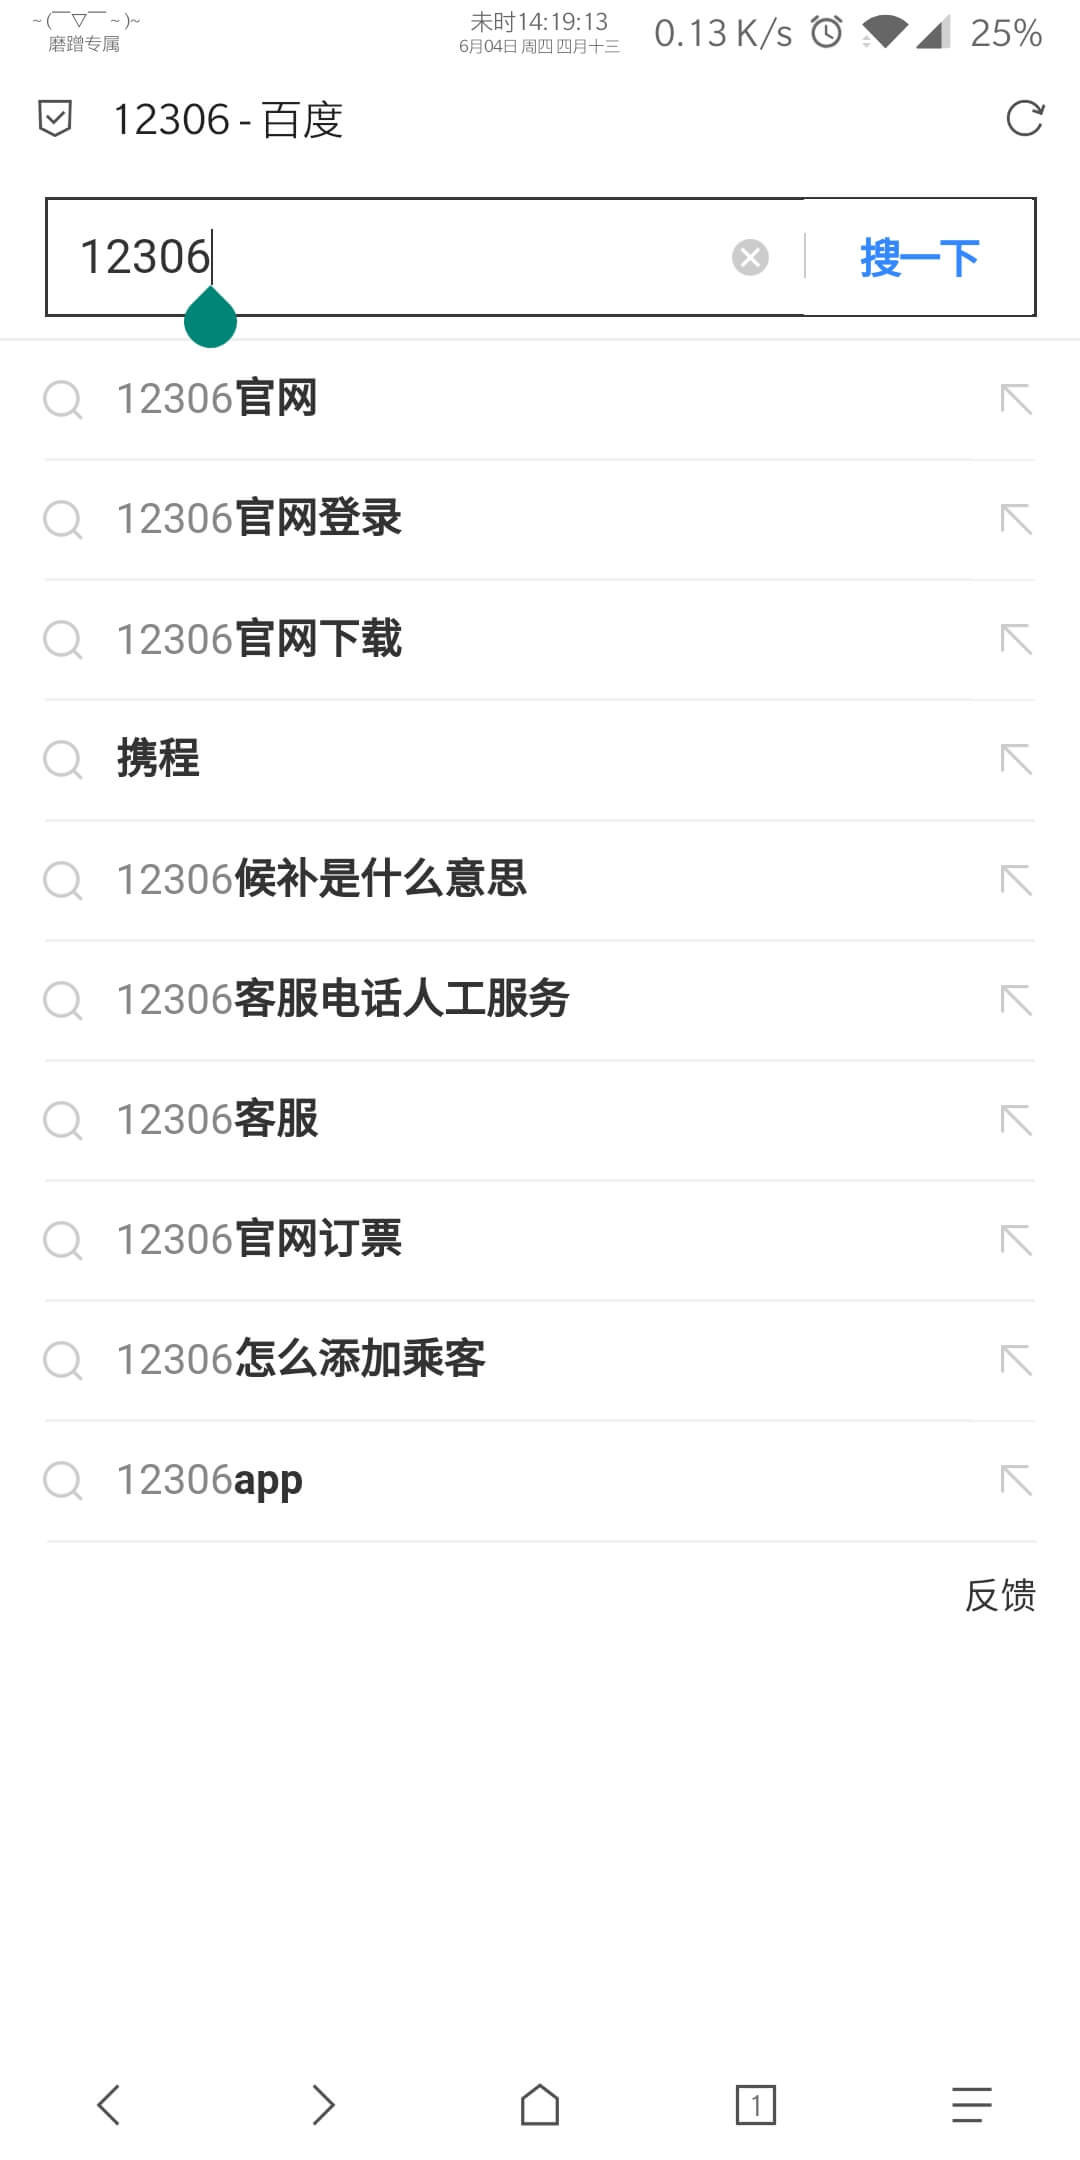 ~(￣▽￣~)~
磨蹭专属
未时14:19:13
6月04日 周四 四月十三
0.13 K/s
25%
12306 - 百度
12306
搜一下
12306官网
12306官网登录
12306官网下载
携程
12306候补是什么意思
12306客服电话人工服务
12306客服
12306官网订票
12306怎么添加乘客
12306app
反馈
1